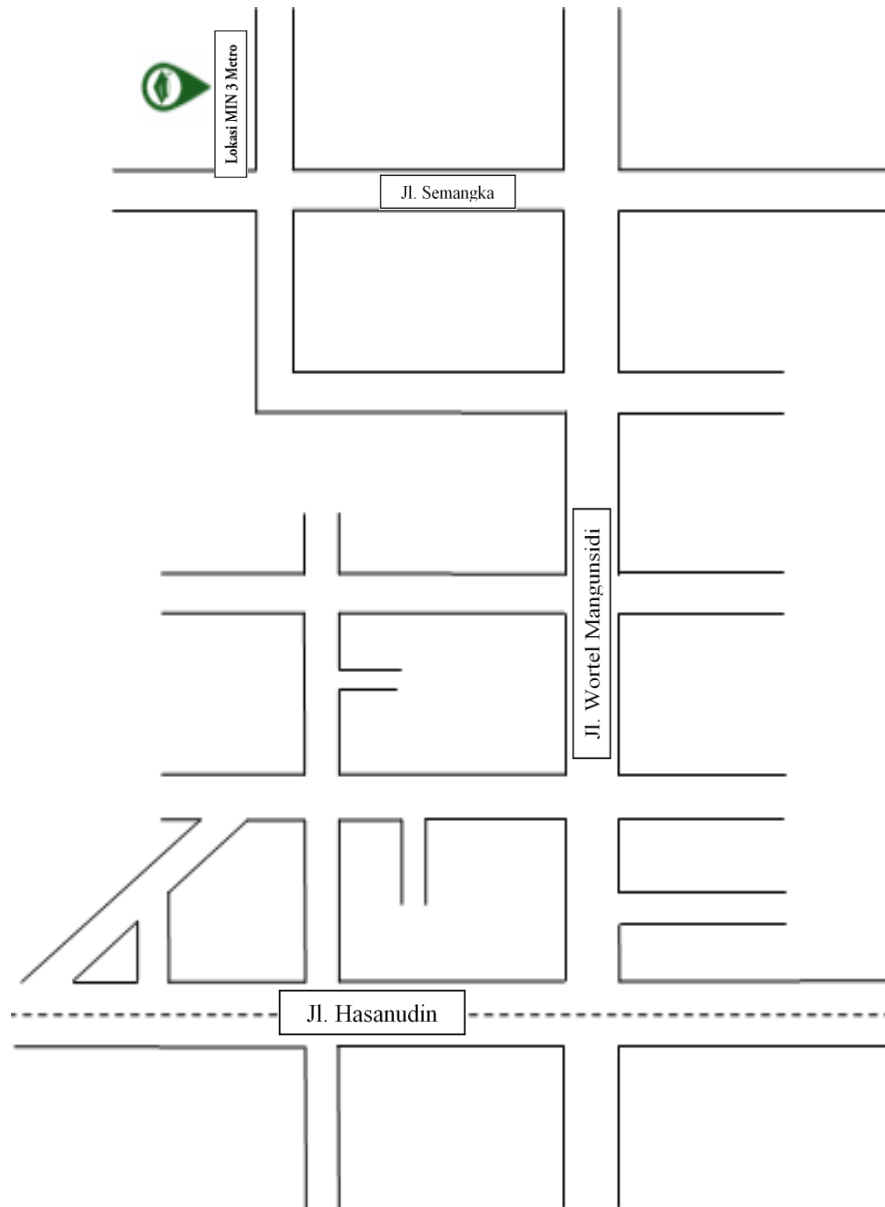 Lokasi MIN 3 Metro
Jl. Semangka
Jl. Wortel Mangunsidi
Jl. Hasanudin